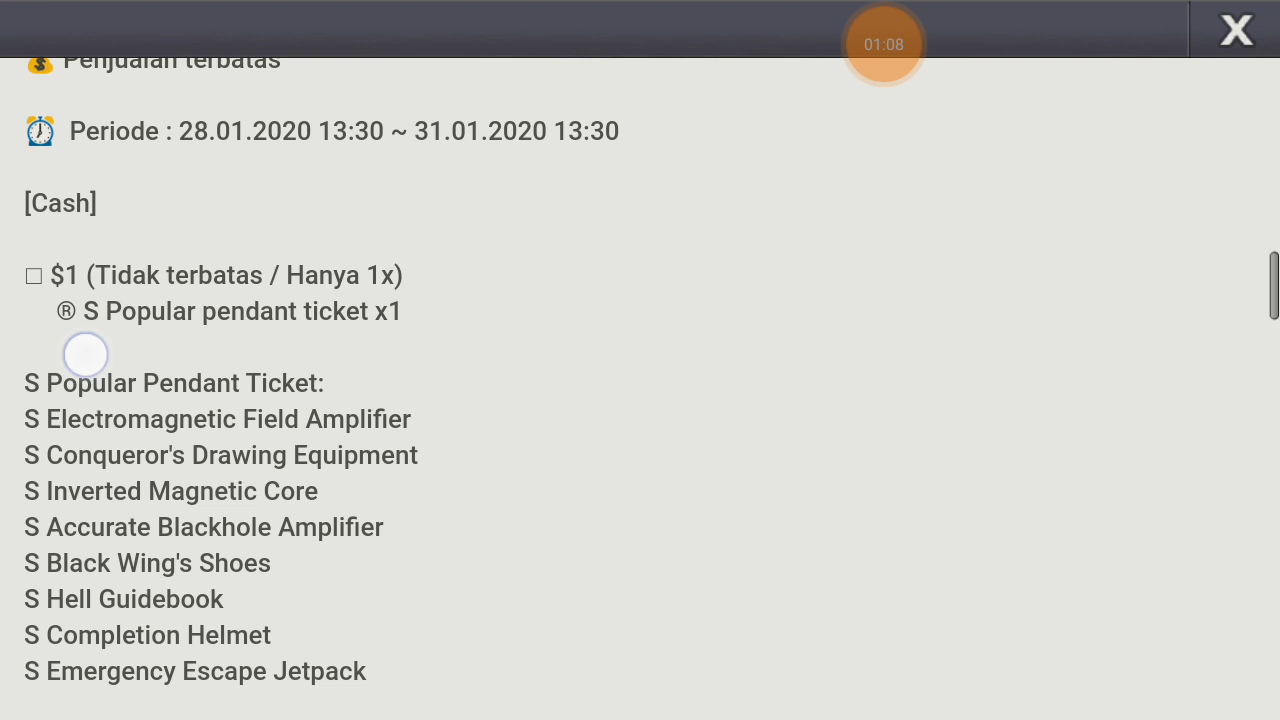 X
01:08
💰 Penjualan terbatas
⏰ Periode : 28.01.2020 13:30 ~ 31.01.2020 13:30
[Cash]
□ $1 (Tidak terbatas / Hanya 1x)
® S Popular pendant ticket x1
S Popular Pendant Ticket:
S Electromagnetic Field Amplifier
S Conqueror's Drawing Equipment
S Inverted Magnetic Core
S Accurate Blackhole Amplifier
S Black Wing's Shoes
S Hell Guidebook
S Completion Helmet
S Emergency Escape Jetpack